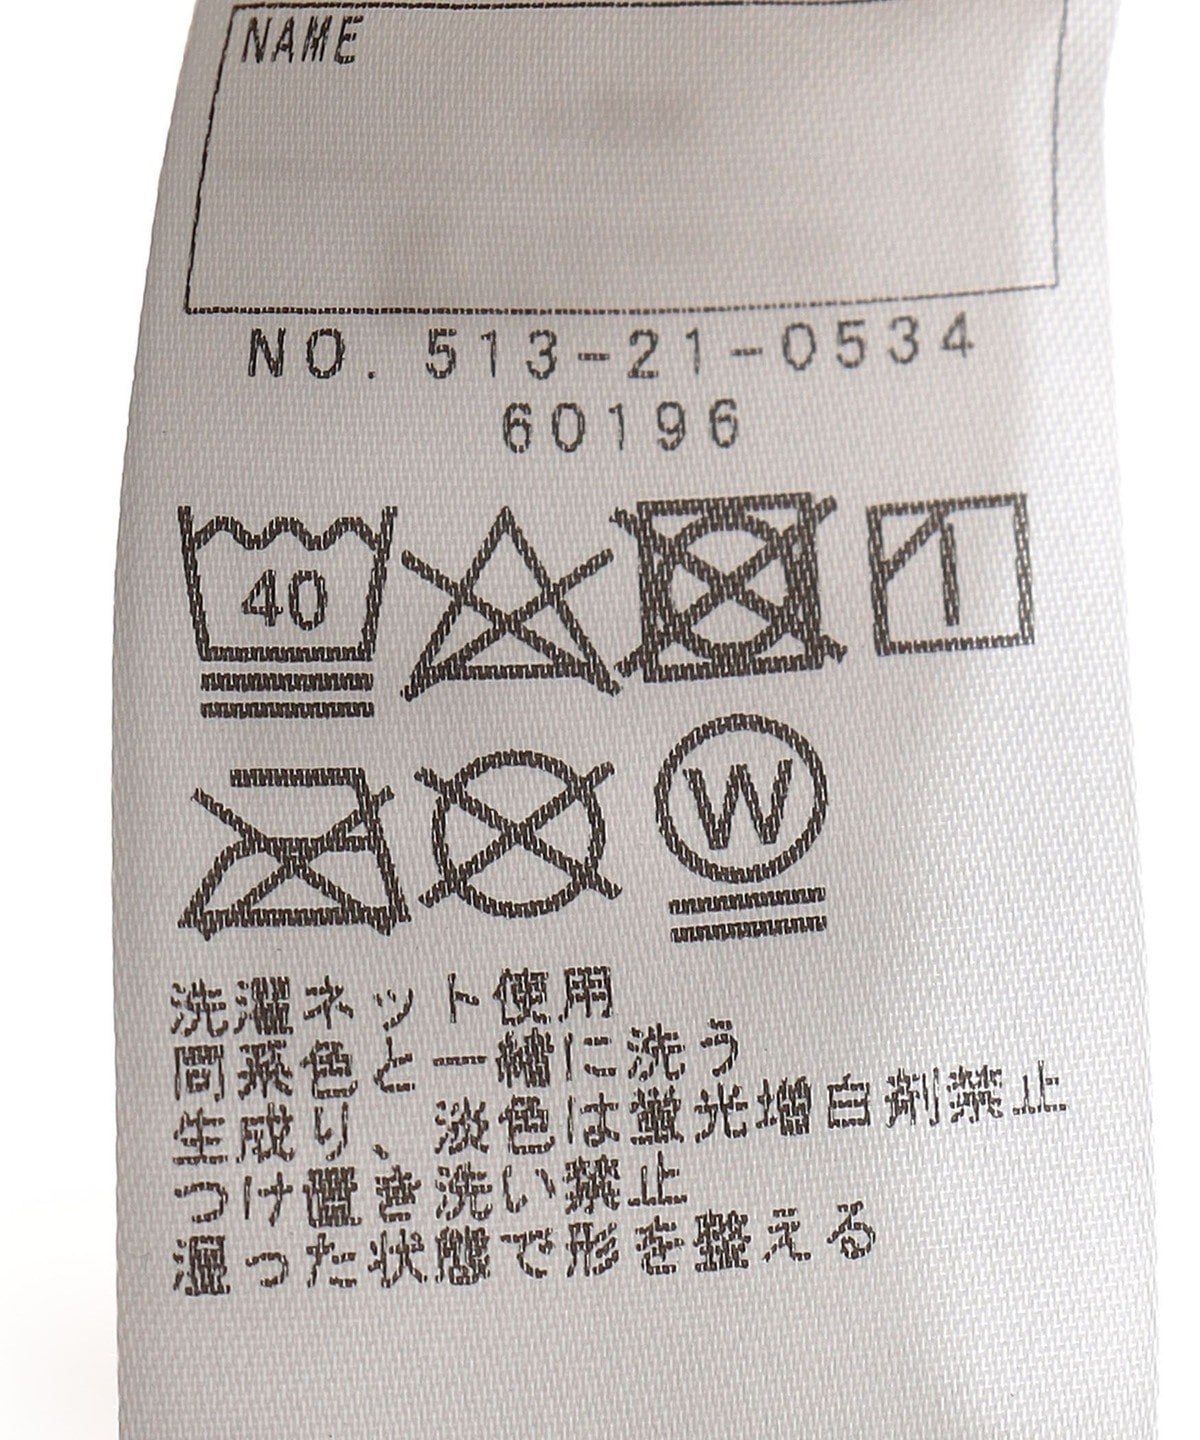 NAME
NO. 513-21-0534
60196
40
W
洗濯ネット使用
同系色と一緒に洗う
生成り、淡色は蛍光増白剤禁止
つけ置き洗い禁止
湿った状態で形を整える